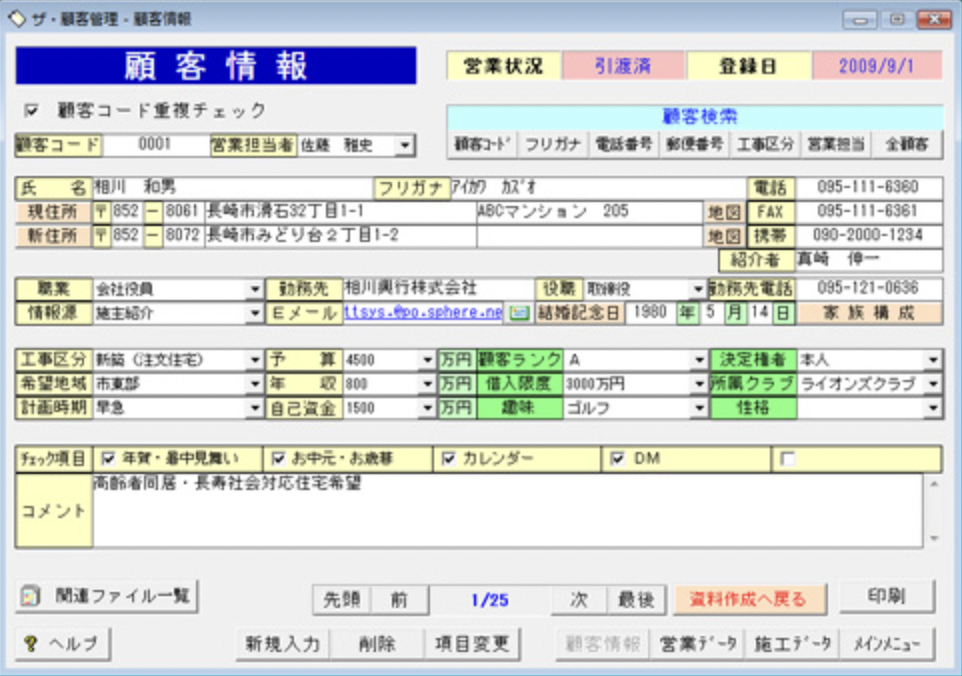 ザ・顧客管理 - 顧客情報
顧客情報 営業状況 引渡済 登録日 2009/9/1
顧客コード重複チェック 顧客検索
顧客コード 0001 営業担当者 佐藤 雅史 顧客ｺｰﾄﾞ フリガナ 電話番号 郵便番号 工事区分 営業担当 全顧客
氏名 相川 和男 フリガナ ｱｲｶﾜ ｶｽﾞｵ 電話 095-111-6360
現住所 〒 852 － 8061 長崎市滑石32丁目1-1 ABCマンション 205 地図 FAX 095-111-6361
新住所 〒 852 － 8072 長崎市みどり台２丁目1-2 地図 携帯 090-2000-1234
紹介者 真崎 伸一
職業 会社役員 勤務先 相川興行株式会社 役職 取締役 勤務先電話 095-121-0636
情報源 施主紹介 Ｅメール ttsys.@po.sphere.ne 結婚記念日 1980 年 5 月 14 日 家族構成
工事区分 新築（注文住宅） 予算 4500 万円 顧客ランク A 決定権者 本人
希望地域 市東部 年収 800 万円 借入限度 3000万円 所属クラブ ライオンズクラブ
計画時期 早急 自己資金 1500 万円 趣味 ゴルフ 性格
ﾁｪｯｸ項目 年賀・暑中見舞い お中元・お歳暮 カレンダー DM
コメント 高齢者同居・長寿社会対応住宅希望
関連ファイル一覧 先頭 前 1/25 次 最後 資料作成へ戻る 印刷
ヘルプ 新規入力 削除 項目変更 顧客情報 営業ﾃﾞｰﾀ 施工ﾃﾞｰﾀ ﾒｲﾝﾒﾆｭｰ